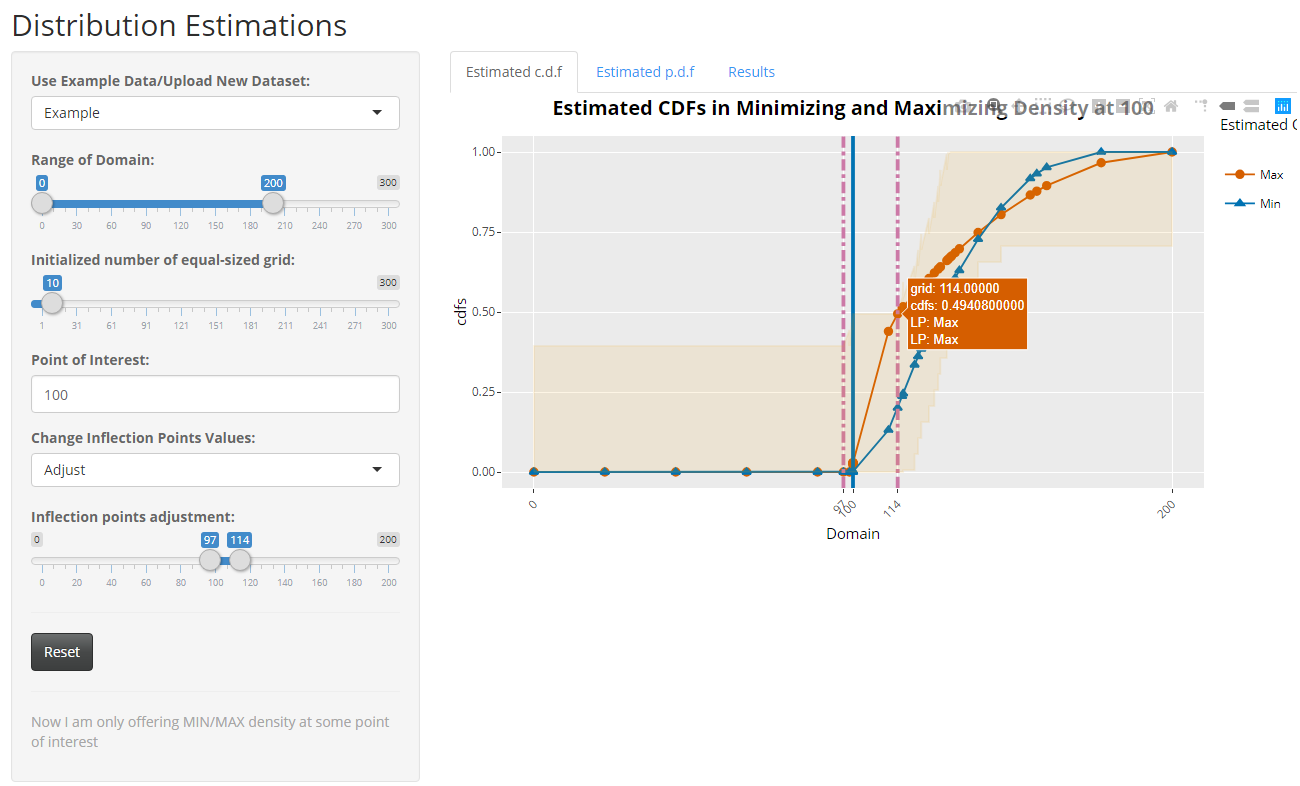 Distribution Estimations
Use Example Data/Upload New Dataset:
Example
Range of Domain:
0 200 300
0 30 60 90 120 151 180 210 240 270 300
Initialized number of equal-sized grid:
10 300
1 31 61 91 121 151 181 211 241 271 300
Point of Interest:
100
Change Inflection Points Values:
Adjust
Inflection points adjustment:
0 97 114 200
0 20 40 60 80 100 120 140 160 180 200
Reset
Now I am only offering MIN/MAX density at some point
of interest
Estimated c.d.f Estimated p.d.f Results
Estimated CDFs in Minimizing and Maximizing Density at 100
Estimated C
Max
Min
1.00
0.75
0.50
0.25
0.00
cdfs
grid: 114.00000
cdfs: 0.4940800000
LP: Max
LP: Max
0 97 100 114 200
Domain